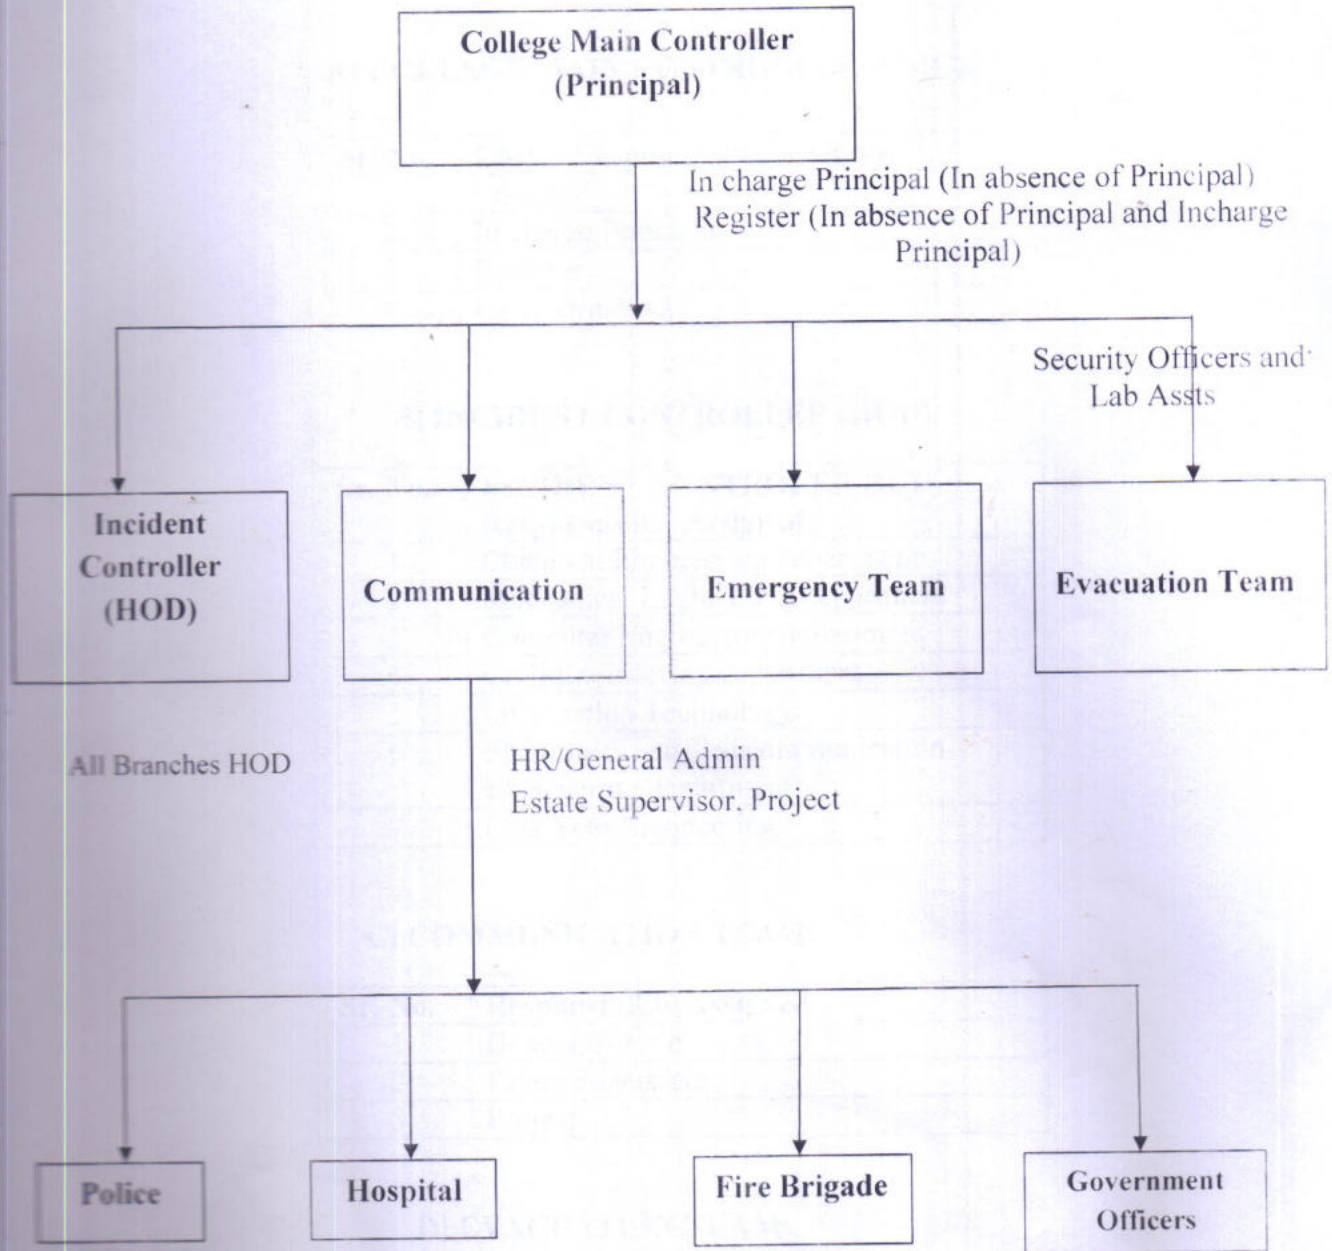 College Main Controller
(Principal)
In charge Principal (In absence of Principal)
Register (In absence of Principal and Incharge
Principal)
Security Officers and
Lab Assts
Incident
Controller
(HOD)
Communication
Emergency Team
Evacuation Team
All Branches HOD
HR/General Admin
Estate Supervisor. Project
Police
Hospital
Fire Brigade
Government
Officers